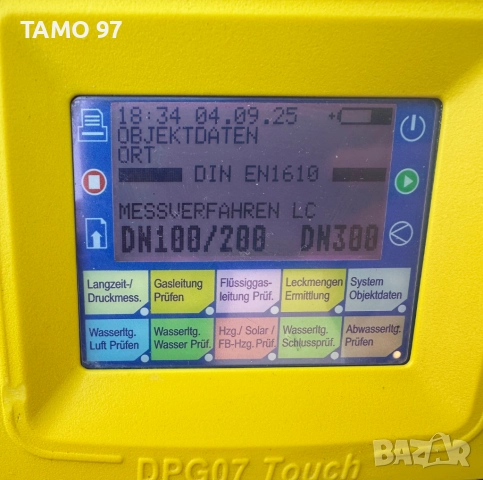 TAMO 97
18:34 04.09.25 +
OBJEKTDATEN
ORT
DIN EN1610
MESSVERFAHREN LC
DN100/200 DN300
Langzeit-/
Druckmess.
Gasleitung
Prüfen
Flüssiggas-
leitung Prüf.
Leckmengen
Ermittlung
System
Objektdaten
Wasserltg.
Luft Prüfen
Wasserltg.
Wasser Prüf.
Hzg./ Solar /
FB-Hzg.Prüf.
Wasserltg.
Schlussprüf.
Abwasserltg.
Prüfen
DPG07 Touch
BAZAR